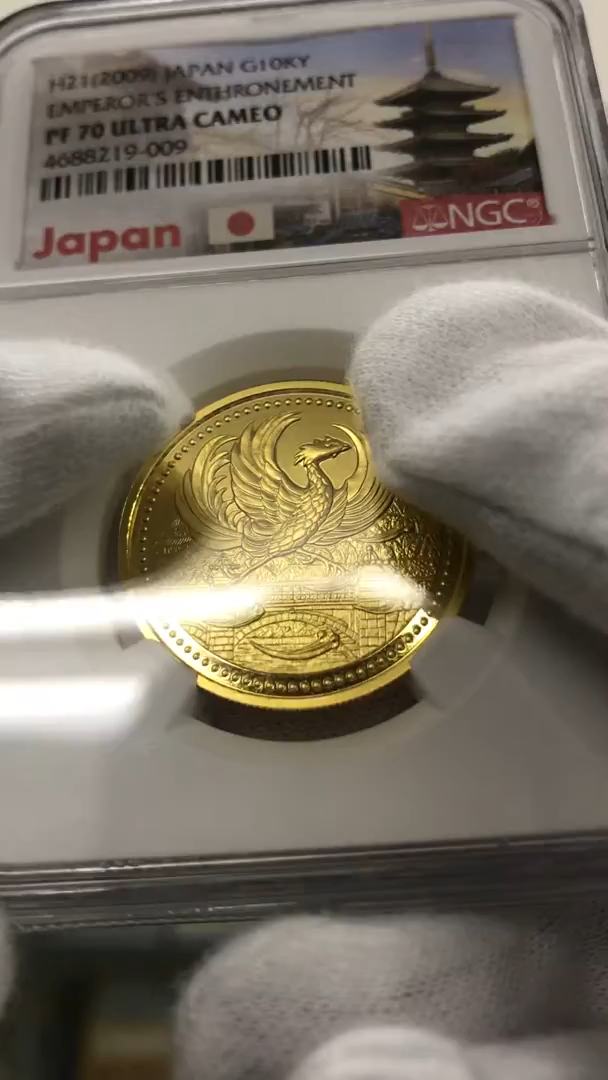 H21(2009) JAPAN G10KY
EMPEROR'S ENTHRONEMENT
PF 70 ULTRA CAMEO
4688219-009
Japan
NGC®